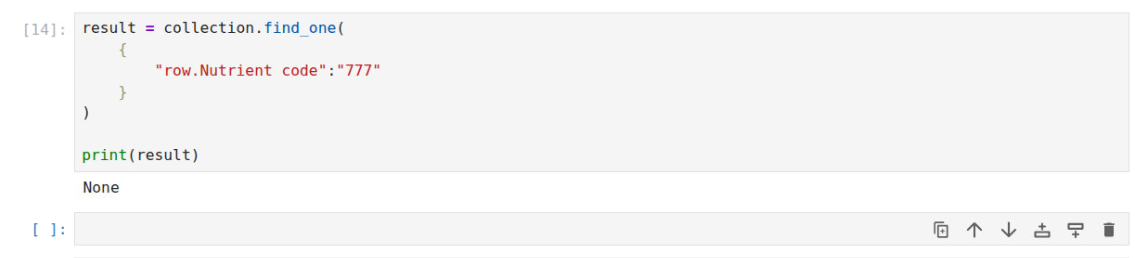 [14]: result = collection.find_one(
{
"row.Nutrient code":"777"
}
)
print(result)
None
[ ]: